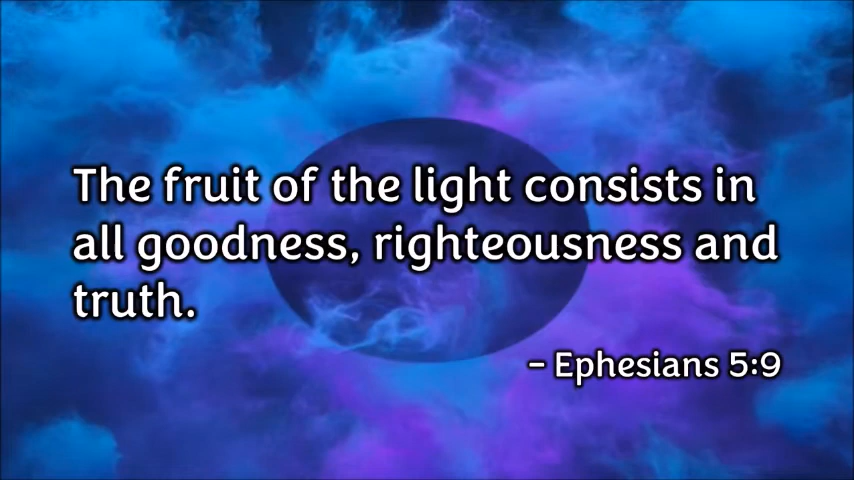 The fruit of the light consists in
all goodness, righteousness and
truth.
– Ephesians 5:9